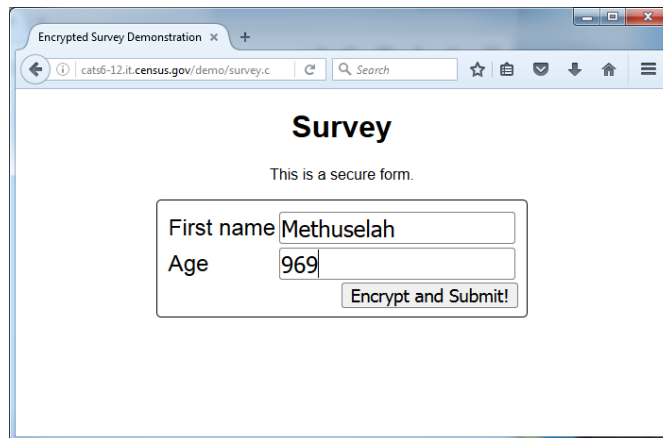 Encrypted Survey Demonstration
cats6-12.it.census.gov/demo/survey.c
Search
Survey
This is a secure form.
First name Methuselah
Age 969
Encrypt and Submit!